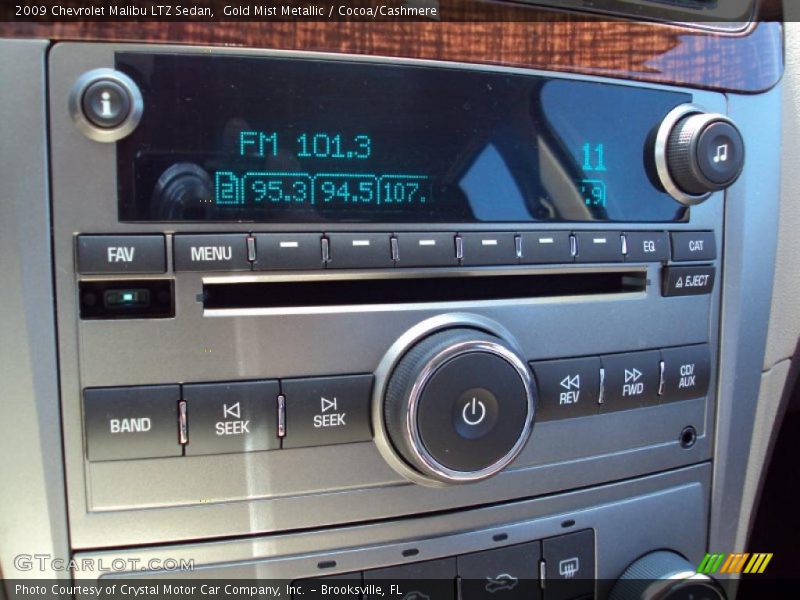 2009 Chevrolet Malibu LTZ Sedan, Gold Mist Metallic / Cocoa/Cashmere
i
FM 101.3 11
2 95.3 94.5 107. .9
FAV MENU EQ CAT
EJECT
BAND SEEK SEEK REV FWD CD/AUX
GTCARLOT.COM
Photo Courtesy of Crystal Motor Car Company, Inc. – Brooksville, FL